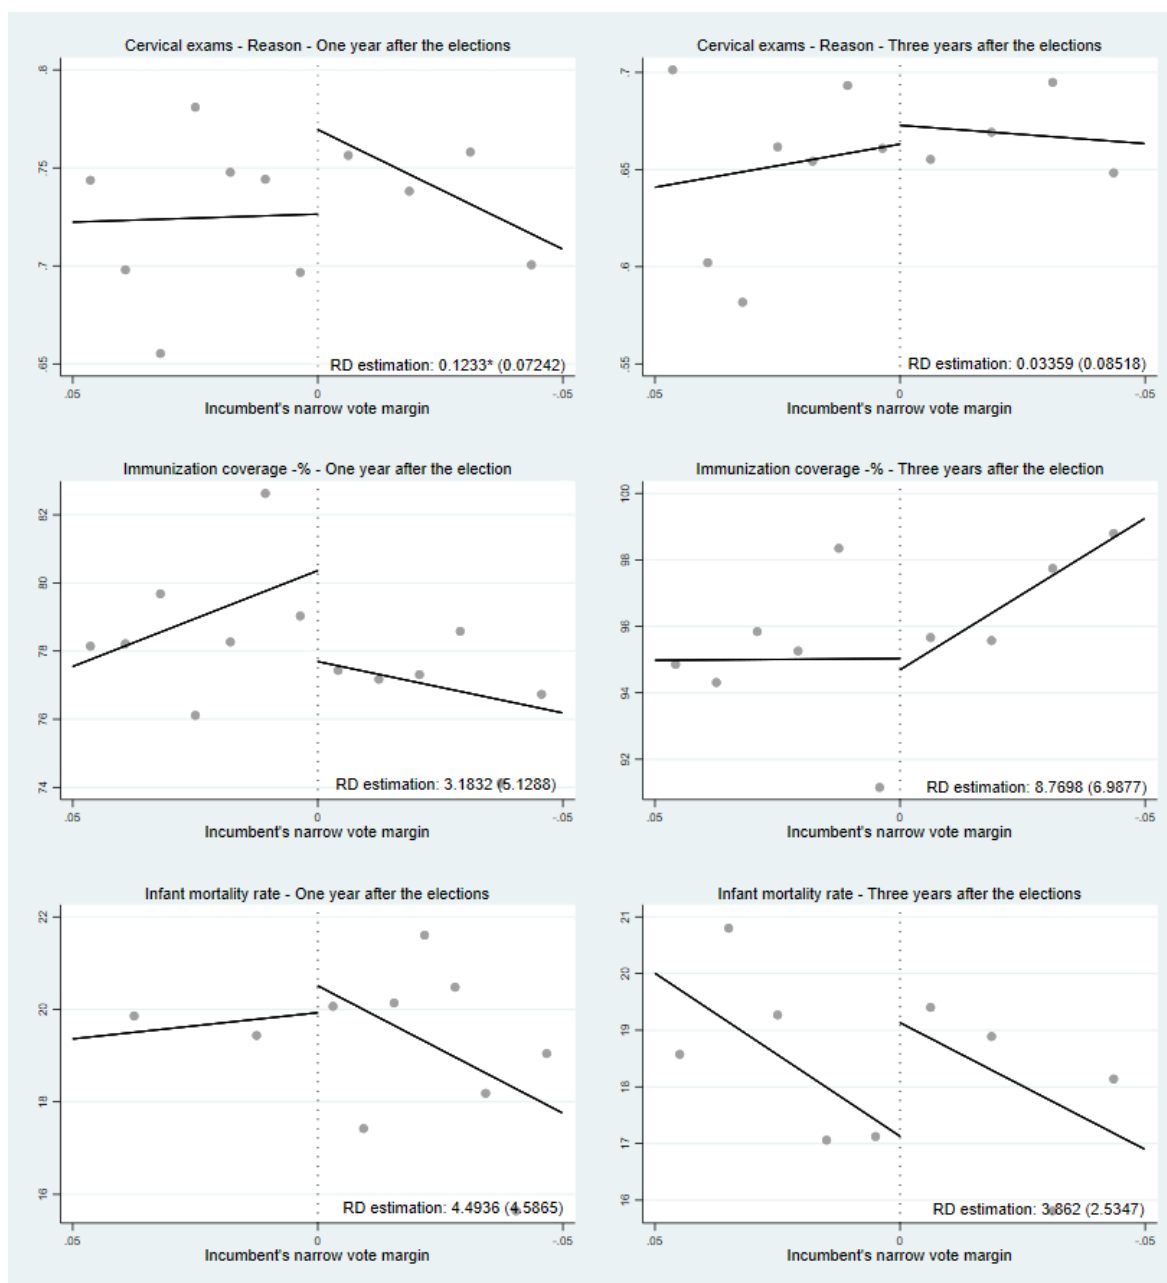 Cervical exams - Reason - One year after the elections
.8
.75
.7
.65
RD estimation: 0.1233* (0.07242)
.05 0 -.05
Incumbent's narrow vote margin
Cervical exams - Reason - Three years after the elections
.7
.65
.6
.55
RD estimation: 0.03359 (0.08518)
.05 0 -.05
Incumbent's narrow vote margin
Immunization coverage -% - One year after the election
82
80
78
76
74
RD estimation: 3.1832 (5.1288)
.05 0 -.05
Incumbent's narrow vote margin
Immunization coverage -% - Three years after the election
100
98
96
94
92
RD estimation: 8.7698 (6.9877)
.05 0 -.05
Incumbent's narrow vote margin
Infant mortality rate - One year after the elections
22
20
18
16
RD estimation: 4.4936 (4.5865)
.05 0 -.05
Incumbent's narrow vote margin
Infant mortality rate - Three years after the elections
21
20
19
18
17
16
RD estimation: 3.862 (2.5347)
.05 0 -.05
Incumbent's narrow vote margin